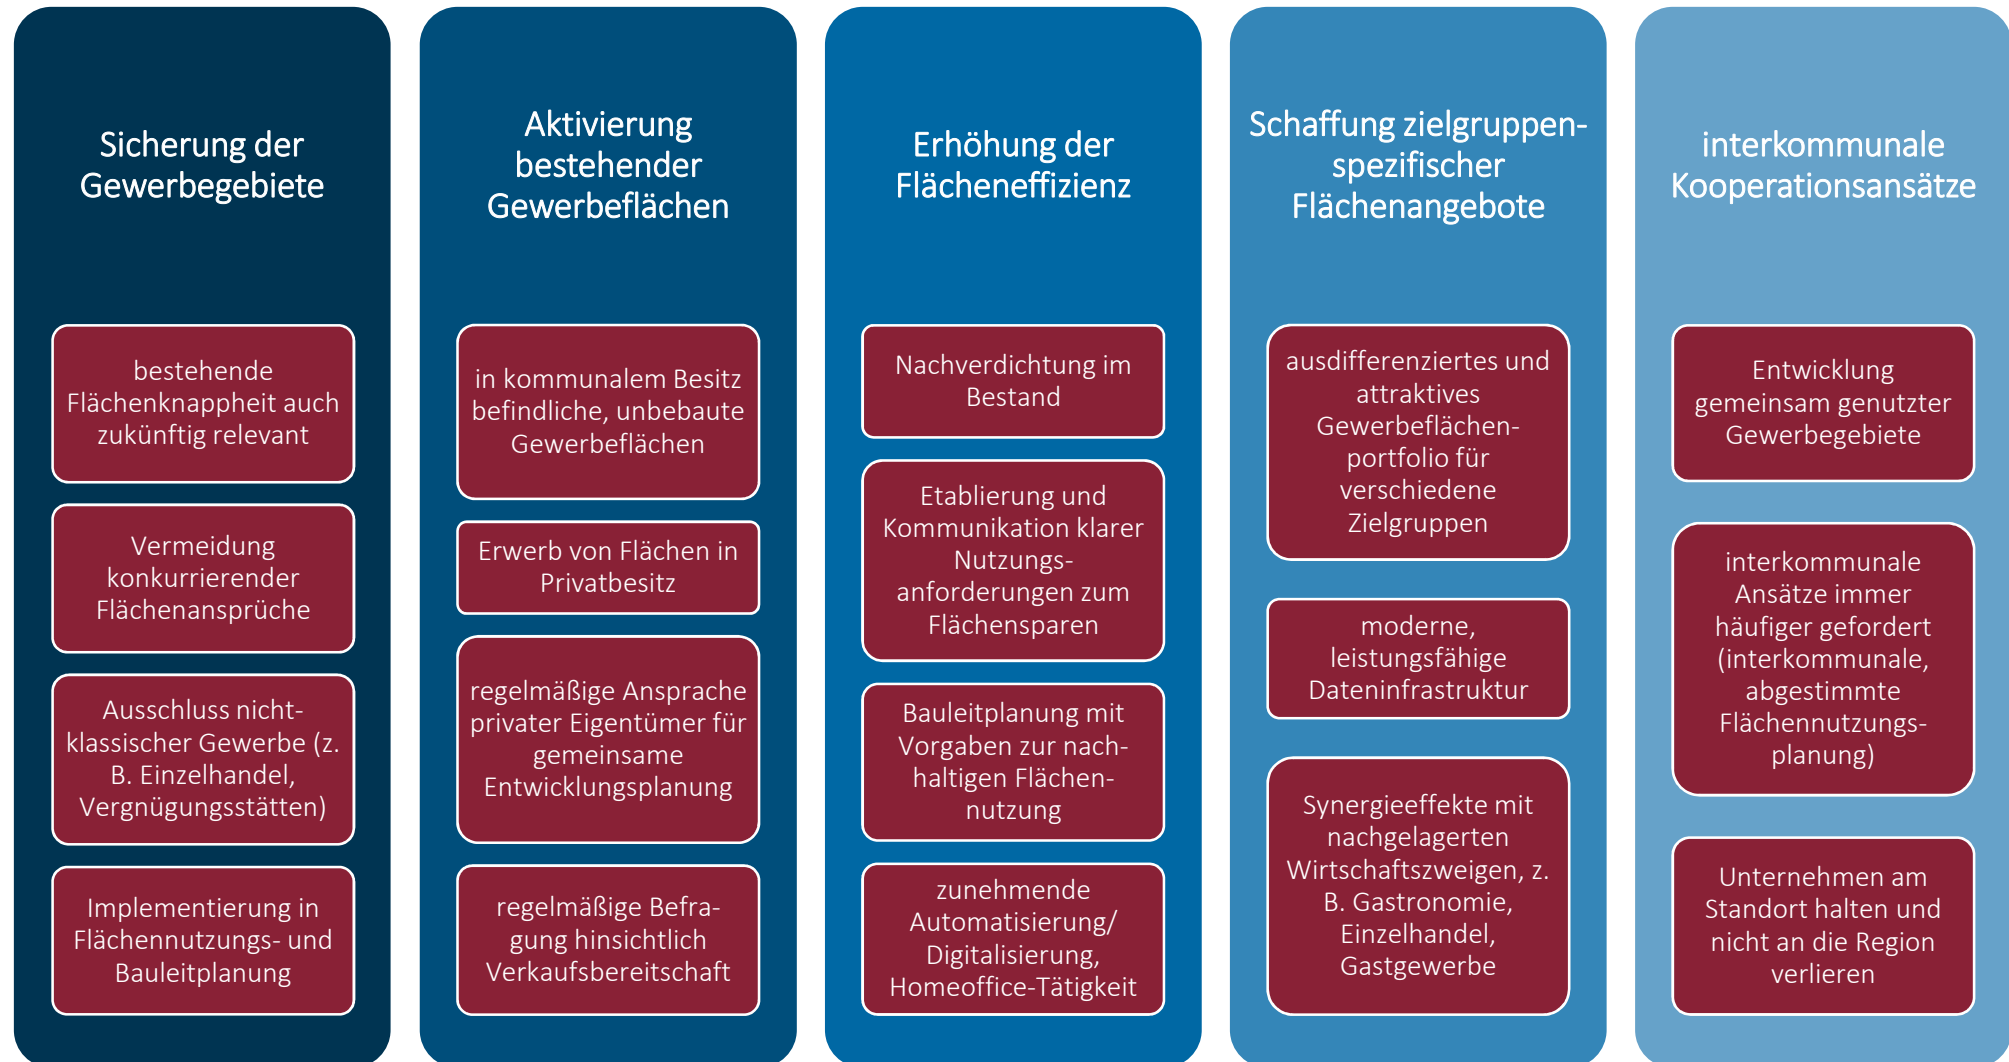 Sicherung der
Gewerbegebiete
bestehende
Flächenknappheit auch
zukünftig relevant
Vermeidung
konkurrierender
Flächenansprüche
Ausschluss nicht-
klassischer Gewerbe (z.
B. Einzelhandel,
Vergnügungsstätten)
Implementierung in
Flächennutzungs- und
Bauleitplanung
Aktivierung
bestehender
Gewerbeflächen
in kommunalem Besitz
befindliche, unbebaute
Gewerbeflächen
Erwerb von Flächen in
Privatbesitz
regelmäßige Ansprache
privater Eigentümer für
gemeinsame
Entwicklungsplanung
regelmäßige Befra-
gung hinsichtlich
Verkaufsbereitschaft
Erhöhung der
Flächeneffizienz
Nachverdichtung im
Bestand
Etablierung und
Kommunikation klarer
Nutzungs-
anforderungen zum
Flächensparen
Bauleitplanung mit
Vorgaben zur nach-
haltigen Flächen-
nutzung
zunehmende
Automatisierung/
Digitalisierung,
Homeoffice-Tätigkeit
Schaffung zielgruppen-
spezifischer
Flächenangebote
ausdifferenziertes und
attraktives
Gewerbeflächen-
portfolio für
verschiedene
Zielgruppen
moderne,
leistungsfähige
Dateninfrastruktur
Synergieeffekte mit
nachgelagerten
Wirtschaftszweigen, z.
B. Gastronomie,
Einzelhandel,
Gastgewerbe
interkommunale
Kooperationsansätze
Entwicklung
gemeinsam genutzter
Gewerbegebiete
interkommunale
Ansätze immer
häufiger gefordert
(interkommunale,
abgestimmte
Flächennutzungs-
planung)
Unternehmen am
Standort halten und
nicht an die Region
verlieren